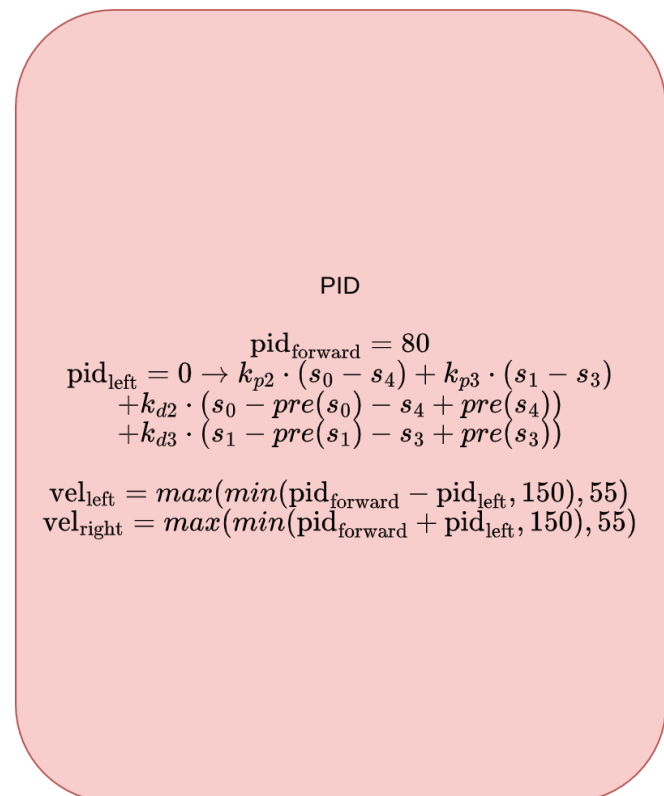 PID
pid_forward = 80
pid_left = 0 → k_p2 · (s_0 − s_4) + k_p3 · (s_1 − s_3)
+k_d2 · (s_0 − pre(s_0) − s_4 + pre(s_4))
+k_d3 · (s_1 − pre(s_1) − s_3 + pre(s_3))
vel_left = max(min(pid_forward − pid_left, 150), 55)
vel_right = max(min(pid_forward + pid_left, 150), 55)